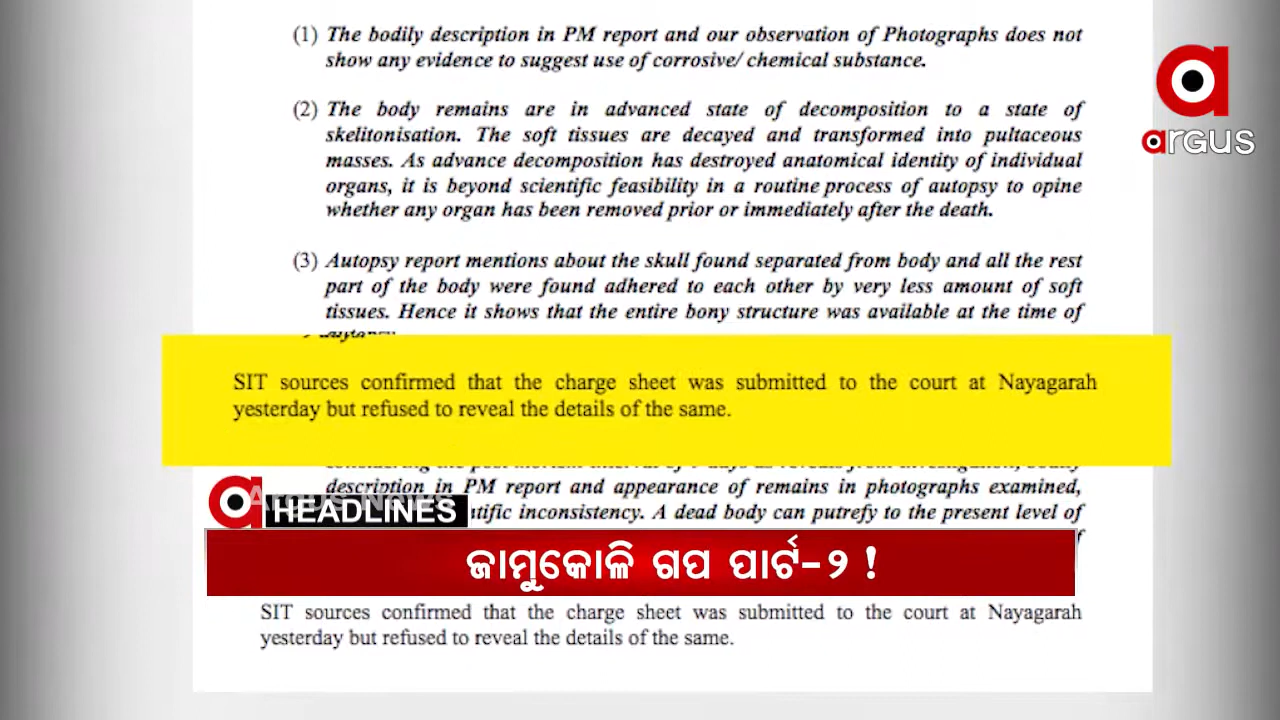 (1) The bodily description in PM report and our observation of Photographs does not
show any evidence to suggest use of corrosive/ chemical substance.
(2) The body remains are in advanced state of decomposition to a state of
skelitonisation. The soft tissues are decayed and transformed into pultaceous
masses. As advance decomposition has destroyed anatomical identity of individual
organs, it is beyond scientific feasibility in a routine process of autopsy to opine
whether any organ has been removed prior or immediately after the death.
(3) Autopsy report mentions about the skull found separated from body and all the rest
part of the body were found adhered to each other by very less amount of soft
tissues. Hence it shows that the entire bony structure was available at the time of
argus
SIT sources confirmed that the charge sheet was submitted to the court at Nayagarah
yesterday but refused to reveal the details of the same.
description in PM report and appearance of remains in photographs examined,
inconsistency. A dead body can putrefy to the present level of
Argus News
HEADLINES
ଜାମୁକୋଳି ଗପ ପାର୍ଟ-୨ !
SIT sources confirmed that the charge sheet was submitted to the court at Nayagarah
yesterday but refused to reveal the details of the same.